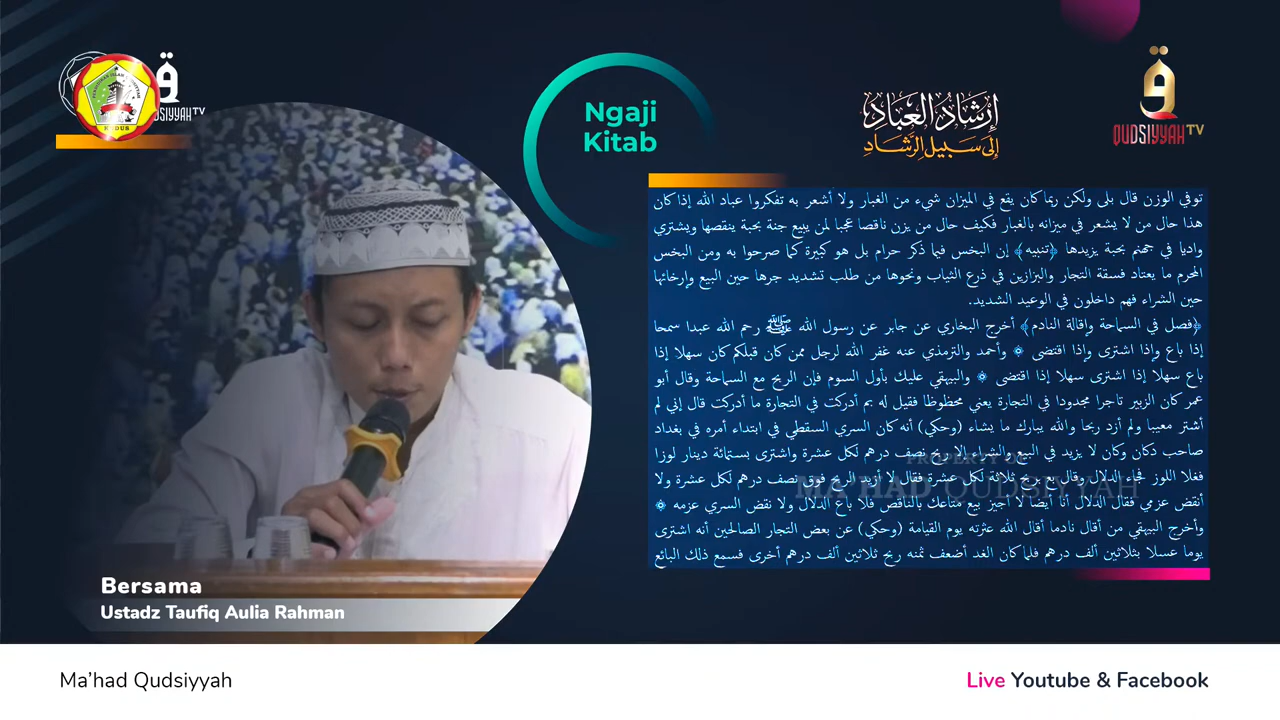 QUDSIYYAH TV
KUDUS
Ngaji
Kitab
إرشاد العباد
إلى سبيل الرشاد
QUDSIYYAH TV
توفي الوزن قال بلى ولكن ربما كان يقع في الميزان شيء من الغبار ولا أشعر به تفكروا عباد الله إذا كان
هذا حال من لا يشعر في ميزانه بالغبار فكيف حال من يزن ناقصا عجبا لمن يبيع جنة بحبة ينقصها ويشتري
واديا في جهنم بحبة يزيدها ﴿تنبيه﴾ إن البخس فيما ذكر حرام بل هو كبيرة كما صرحوا به ومن البخس
المحرم ما يعتاد فسقة التجار والبزازين في ذرع الثياب ونحوها من طلب تشديد جرها حين البيع وإرخائها
حين الشراء فهم داخلون في الوعيد الشديد.
﴿فصل في السماحة وإقالة النادم﴾ أخرج البخاري عن جابر عن رسول الله ﷺ رحم الله عبدا سمحا
إذا باع وإذا اشترى وإذا اقتضى ۞ وأحمد والترمذي عنه غفر الله لرجل ممن كان قبلكم كان سهلا إذا
باع سهلا إذا اشترى سهلا إذا اقتضى ۞ والبيهقي عليك بأول السوم فإن الربح مع السماحة وقال أبو
عمر كان الزبير تاجرا مجدودا في التجارة يعني محظوظا فقيل له بم أدركت في التجارة ما أدركت قال إني لم
أشتر معيبا ولم أزد ربحا والله يبارك ما يشاء (وحكي) أنه كان السري السقطي في ابتداء أمره في بغداد
صاحب دكان وكان لا يزيد في البيع والشراء إلا بربح نصف درهم لكل عشرة واشترى بستمائة دينار لوزا
فغلا اللوز فجاء الدلال وقال بع بربح ثلاثة لكل عشرة فقال لا أزيد الربح فوق نصف درهم لكل عشرة ولا
أنقض عزمي فقال الدلال أنا أيضا لا أجيز بيع متاعك بالناقص فلا باع الدلال ولا نقض السري عزمه ۞
وأخرج البيهقي من أقال نادما أقال الله عثرته يوم القيامة (وحكي) عن بعض التجار الصالحين أنه اشترى
يوما عسلا بثلاثين ألف درهم فلما كان الغد أضعف ثمنه ربح ثلاثين ألف درهم أخرى فسمع ذلك البائع
PROPERTY OF
MA'HAD QUDSIYYAH
Bersama
Ustadz Taufiq Aulia Rahman
Ma'had Qudsiyyah
Live Youtube & Facebook